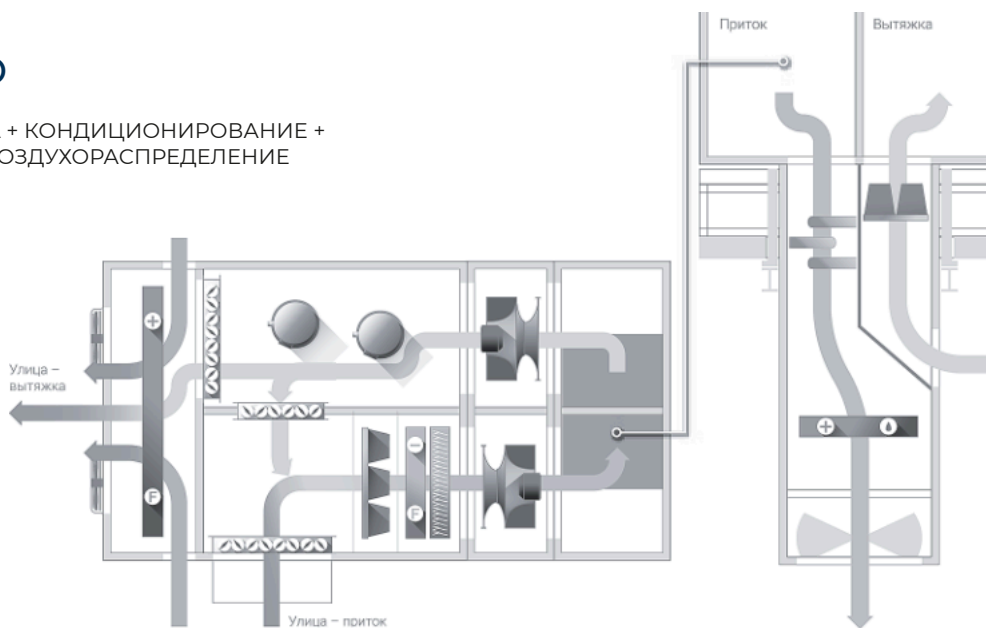 + КОНДИЦИОНИРОВАНИЕ +
ОЗДУХОРАСПРЕДЕЛЕНИЕ
Приток
Вытяжка
Улица –
вытяжка
+
F
–
F
+
Улица – приток